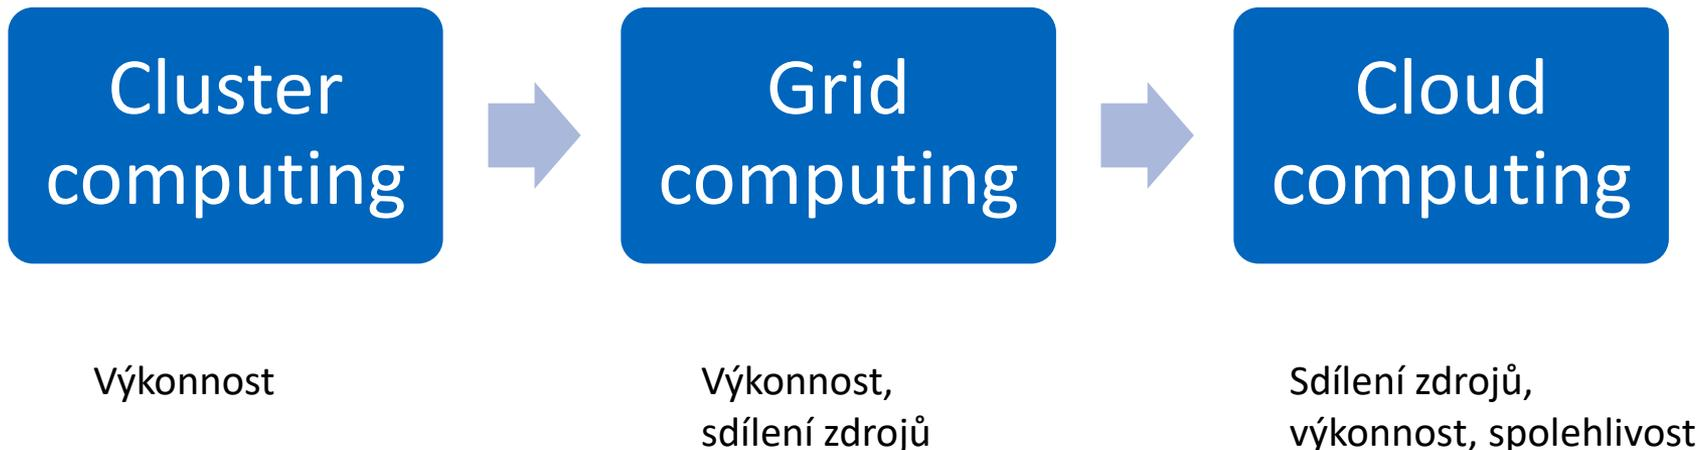 Cluster
computing
Grid
computing
Cloud
computing
Výkonnost
Výkonnost,
sdílení zdrojů
Sdílení zdrojů,
výkonnost, spolehlivost